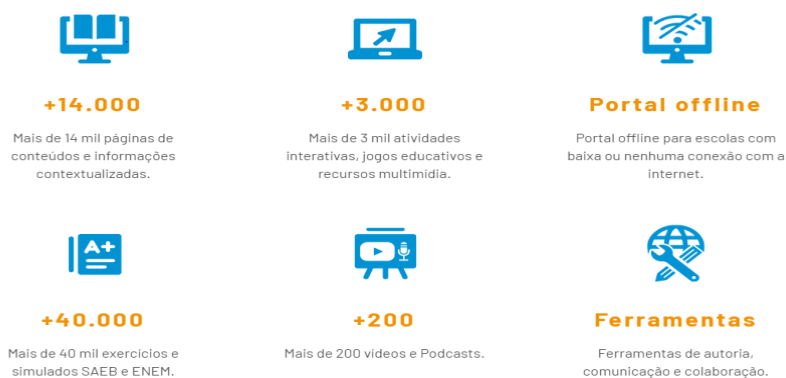 +14.000
Mais de 14 mil páginas de
conteúdos e informações
contextualizadas.
+3.000
Mais de 3 mil atividades
interativas, jogos educativos e
recursos multimídia.
Portal offline
Portal offline para escolas com
baixa ou nenhuma conexão com a
internet.
A+
+40.000
Mais de 40 mil exercícios e
simulados SAEB e ENEM.
+200
Mais de 200 vídeos e Podcasts.
Ferramentas
Ferramentas de autoria,
comunicação e colaboração.